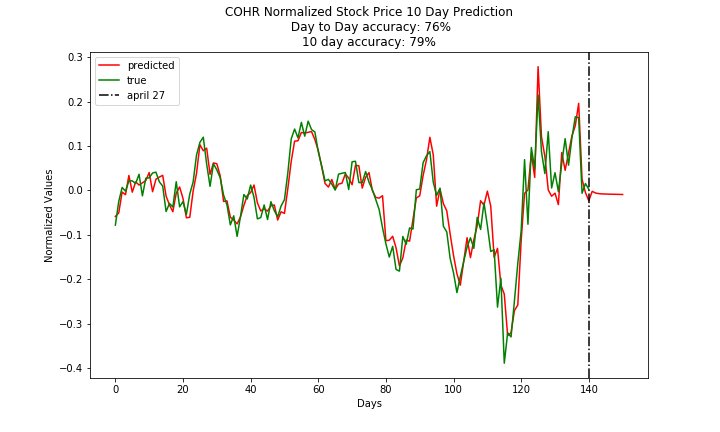 COHR Normalized Stock Price 10 Day Prediction
Day to Day accuracy: 76%
10 day accuracy: 79%
predicted
true
april 27
0.3
0.2
0.1
0.0
−0.1
−0.2
−0.3
−0.4
Normalized Values
0 20 40 60 80 100 120 140
Days